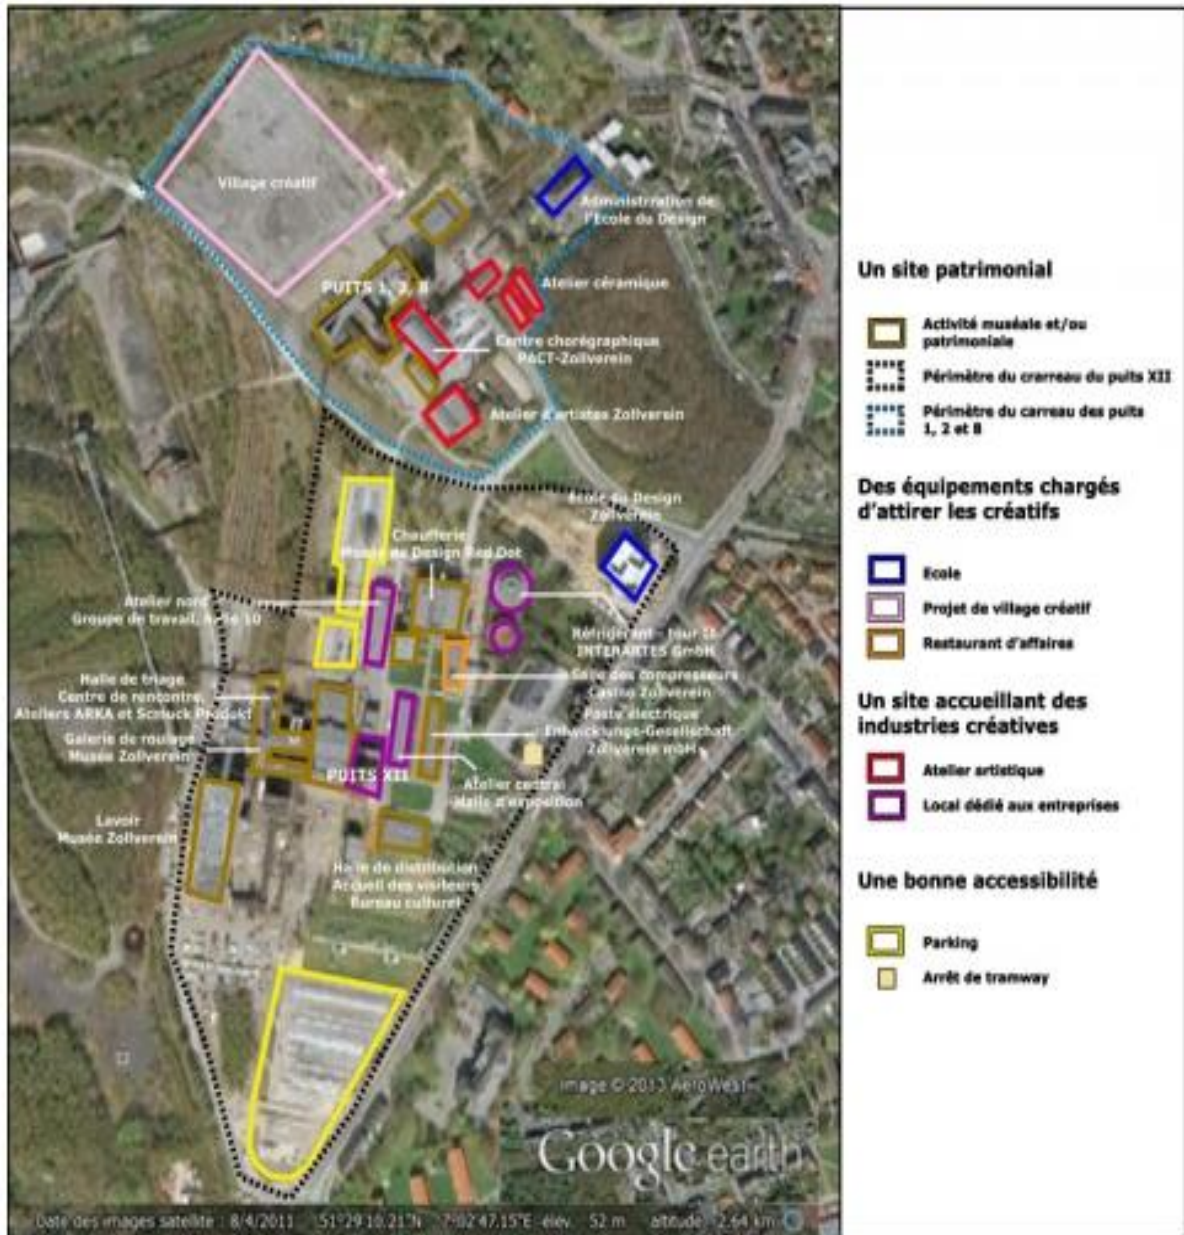 Village créatif
Administrration de
l'Ecole du Design
PUITS 1, 2, 8
Atelier céramique
Centre chorégraphique
PACT-Zollverein
Atelier d'artistes Zollverein
Ecole du Design
Zollverein
Chaufferie
Musée du Design Red Dot
Atelier nord
Groupe de travail
Réfrigérant - tour II
INTERARTES GmbH
Salle des compresseurs
Casino Zollverein
Halle de triage
Centre de rencontre,
Ateliers ARKA et Scmuck Produkt
Galerie de roulage
Musée Zollverein
Poste électrique
Entwicklungs-Gesellschaft
Zollverein mbH
PUITS XII
Atelier central
Halle d'exposition
Lavoir
Musée Zollverein
Halle de distribution
Accueil des visiteurs
Bureau culturel
Image © 2013 AeroWest
Google earth
Date des images satellite : 8/4/2011 51°29'10.21"N 7°02'47.15"E élév. 52 m altitude 2.64 km
Un site patrimonial
Activité muséale et/ou
patrimoniale
Périmètre du crarreau du puits XII
Périmètre du carreau des puits
1, 2 et 8
Des équipements chargés
d'attirer les créatifs
Ecole
Projet de village créatif
Restaurant d'affaires
Un site accueillant des
industries créatives
Atelier artistique
Local dédié aux entreprises
Une bonne accessibilité
Parking
Arrêt de tramway